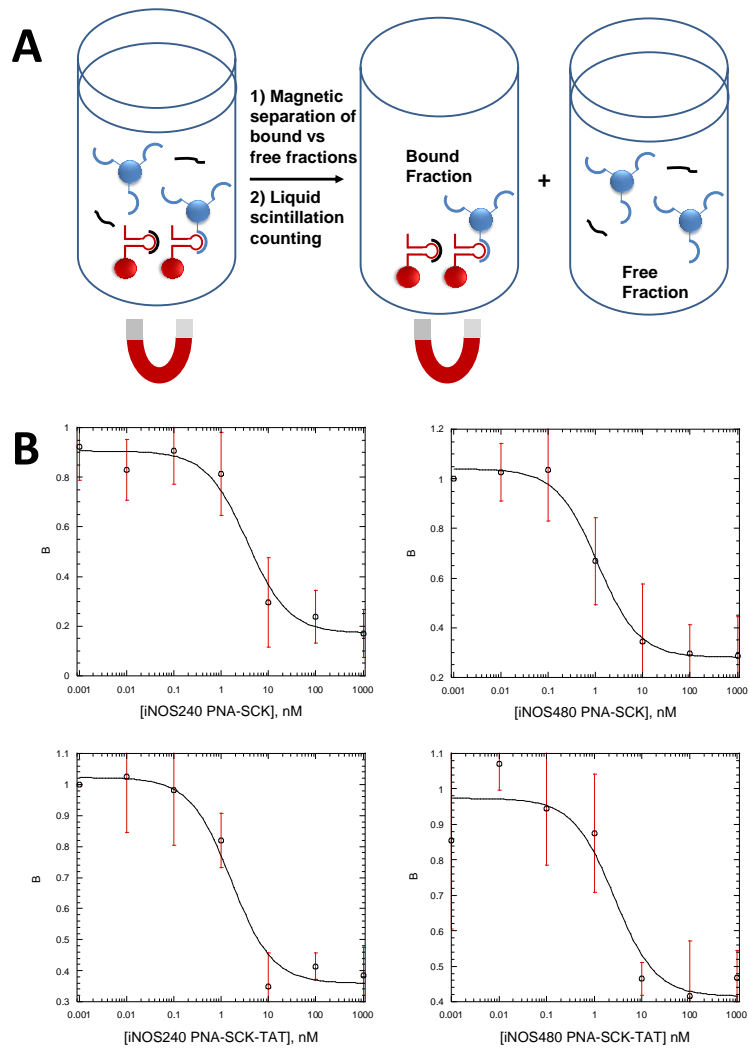 A
1) Magnetic
separation of
bound vs
free fractions
2) Liquid
scintillation
counting
Bound
Fraction
+
Free
Fraction
B
1
0.8
0.6
0.4
0.2
0
B
0.001 0.01 0.1 1 10 100 1000
[iNOS240 PNA-SCK], nM
1.2
1
0.8
0.6
0.4
0.2
B
0.001 0.01 0.1 1 10 100 1000
[iNOS480 PNA-SCK], nM
1.1
1
0.9
0.8
0.7
0.6
0.5
0.4
0.3
B
0.001 0.01 0.1 1 10 100 1000
[iNOS240 PNA-SCK-TAT], nM
1.1
1
0.9
0.8
0.7
0.6
0.5
0.4
B
0.001 0.01 0.1 1 10 100 1000
[iNOS480 PNA-SCK-TAT] nM